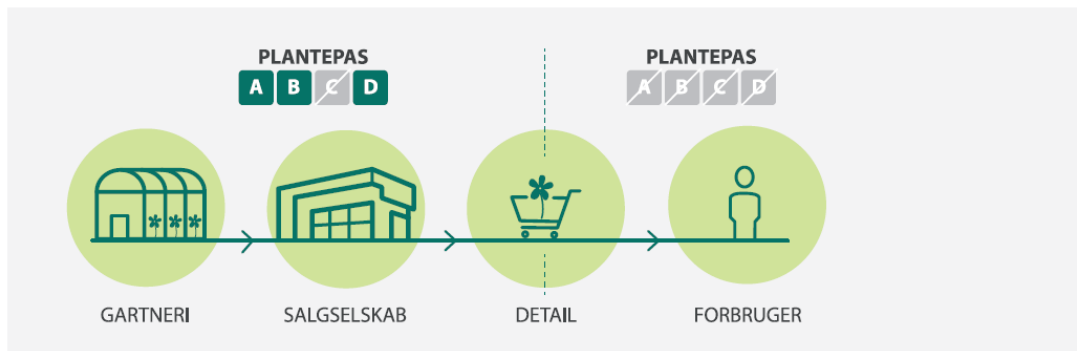 PLANTEPAS
A B C D
PLANTEPAS
A B C D
GARTNERI
SALGSELSKAB
DETAIL
FORBRUGER